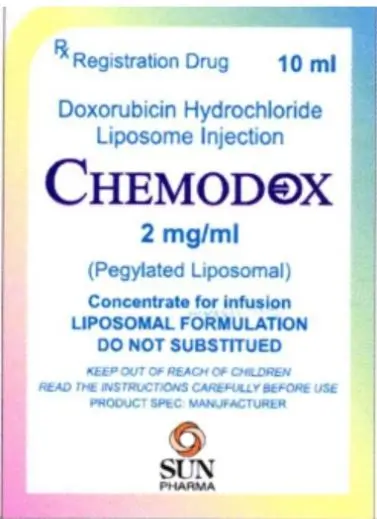 Rx Registration Drug 10 ml
Doxorubicin Hydrochloride
Liposome Injection
CHEMODOX
2 mg/ml
(Pegylated Liposomal)
Concentrate for infusion
LIPOSOMAL FORMULATION
DO NOT SUBSTITUED
KEEP OUT OF REACH OF CHILDREN
READ THE INSTRUCTIONS CAREFULLY BEFORE USE
PRODUCT SPEC: MANUFACTURER
SUN
PHARMA